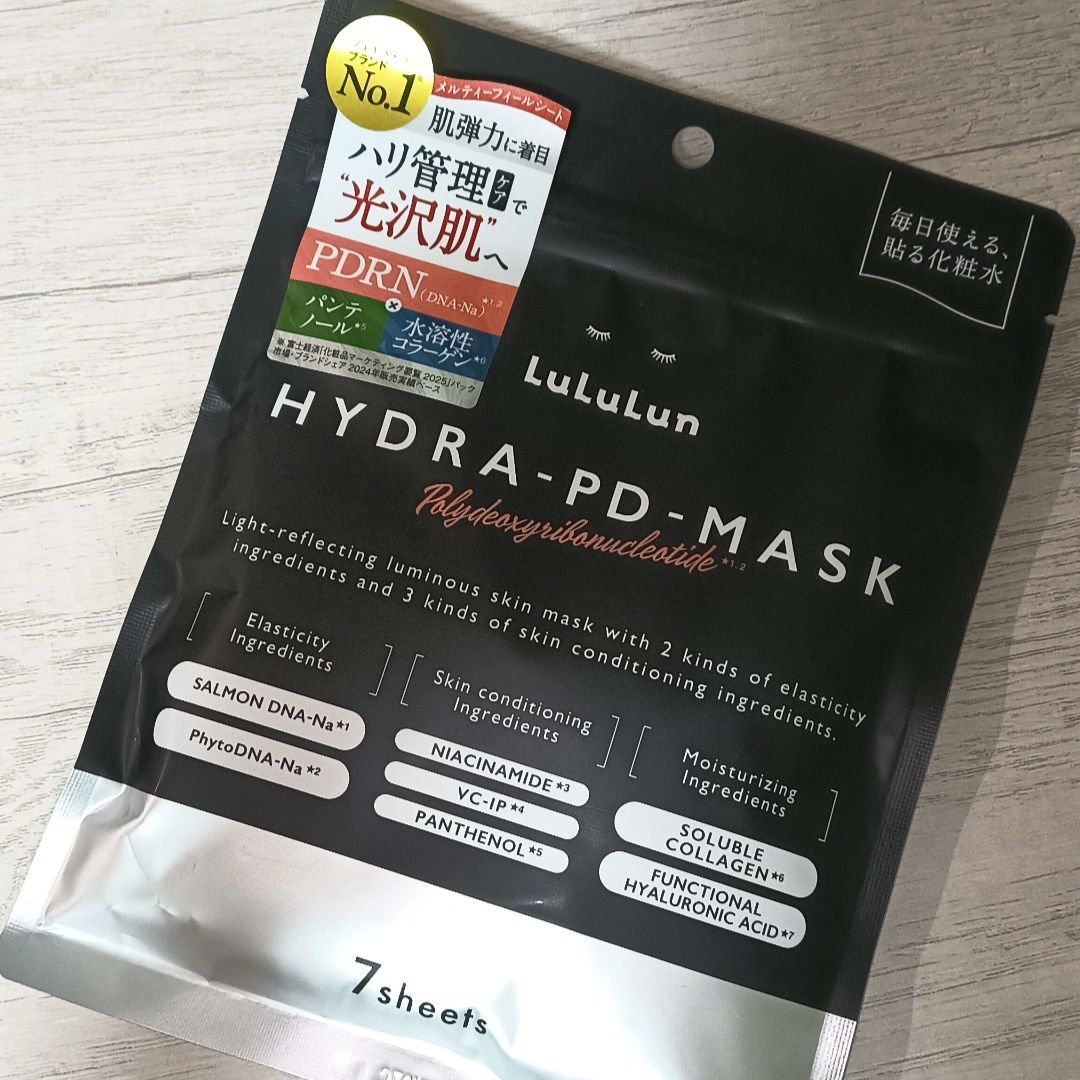 ブランド
No.1
メルティーフィールシート
肌弾力に着目
ハリ管理ケアで
“光沢肌”へ
PDRN(DNA-Na)★1,2
×
パンテ
ノール★5
水溶性
コラーゲン★6
※ 富士経済「化粧品マーケティング要覧 2025」パック
市場・ブランドシェア 2024年販売実績ベース
毎日使える、
貼る化粧水
LuLuLun
HYDRA-PD-MASK
Polydeoxyribonucleotide★1,2
Light-reflecting luminous skin mask with 2 kinds of elasticity
ingredients and 3 kinds of skin conditioning ingredients.
Elasticity
Ingredients
SALMON DNA-Na★1
PhytoDNA-Na★2
Skin conditioning
Ingredients
NIACINAMIDE★3
VC-IP★4
PANTHENOL★5
Moisturizing
Ingredients
SOLUBLE
COLLAGEN★6
FUNCTIONAL
HYALURONIC ACID★7
7sheets